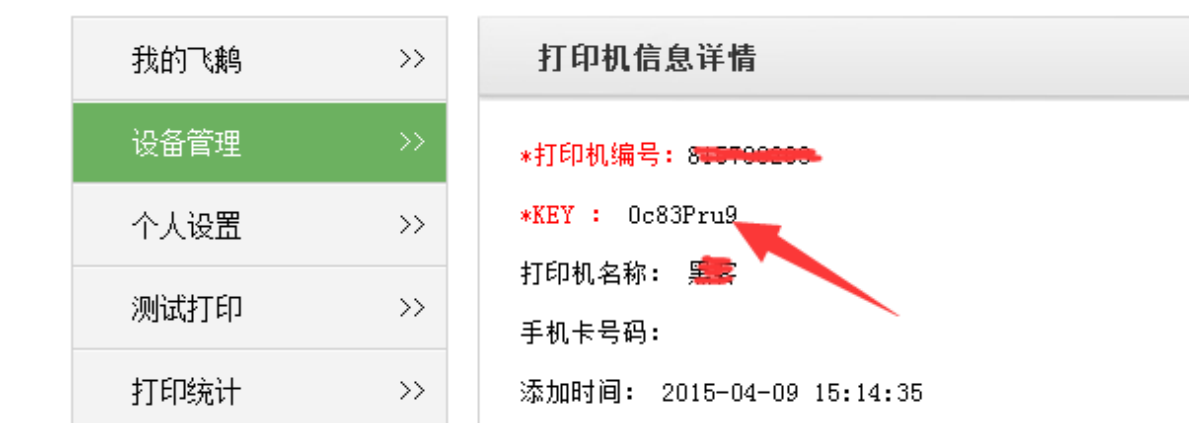 我的飞鹅 >>
设备管理 >>
个人设置 >>
测试打印 >>
打印统计 >>
打印机信息详情
*打印机编号:
*KEY : 0c83Pru9
打印机名称:
手机卡号码:
添加时间: 2015-04-09 15:14:35